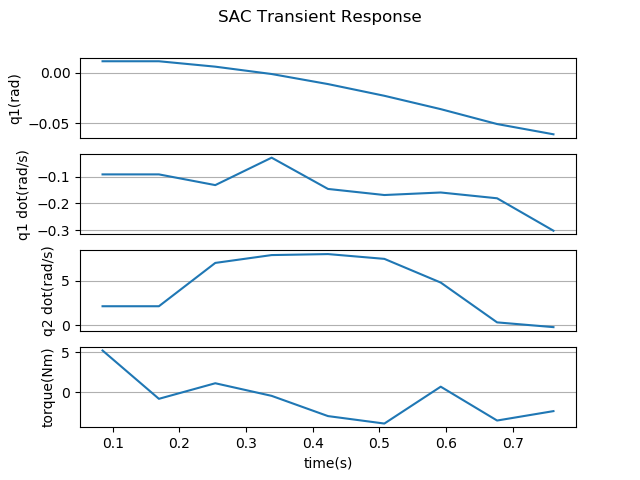 SAC Transient Response
q1(rad)
0.00
−0.05
q1 dot(rad/s)
−0.1
−0.2
−0.3
q2 dot(rad/s)
5
0
torque(Nm)
5
0
0.1 0.2 0.3 0.4 0.5 0.6 0.7
time(s)